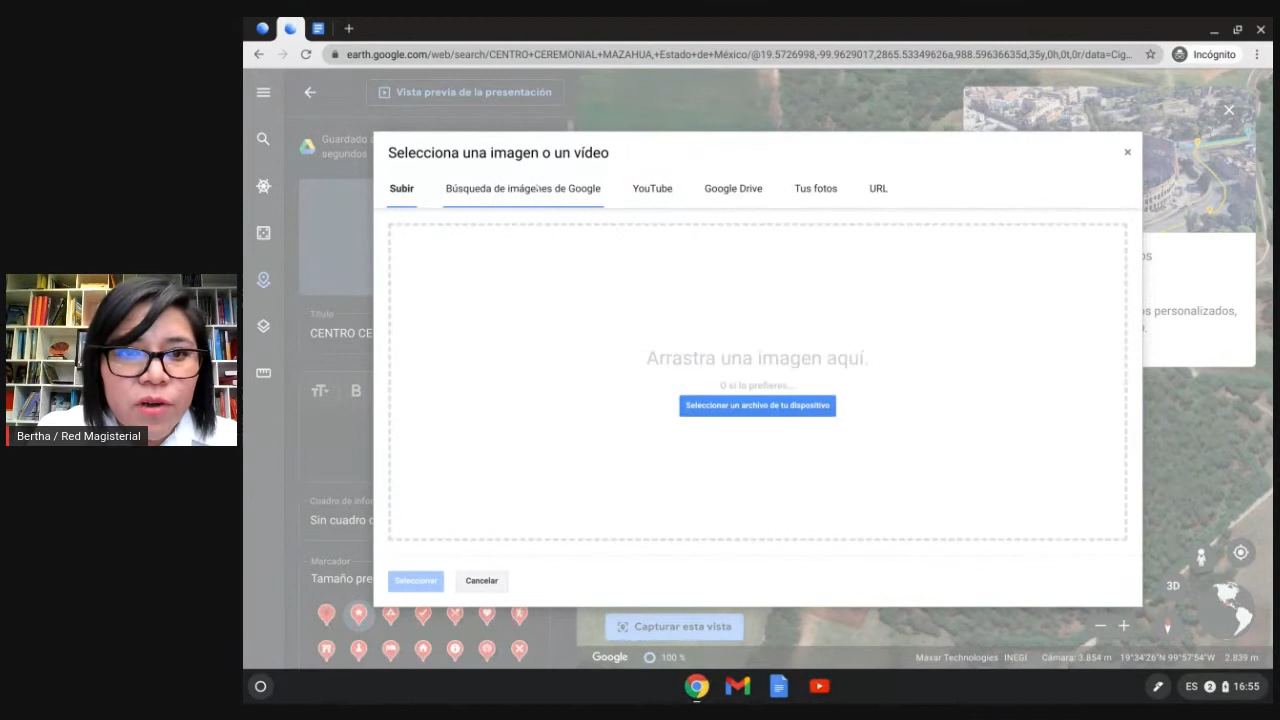 earth.google.com/web/search/CENTRO+CEREMONIAL+MAZAHUA,+Estado+de+México/@19.5726998,-99.9629017,2865.53349626a,988.59636635d,35y,0h,0t,0r/data=Cig...
Incógnito
Vista previa de la presentación
Guardado
segundos
Selecciona una imagen o un vídeo
×
Subir
Búsqueda de imágenes de Google
YouTube
Google Drive
Tus fotos
URL
Arrastra una imagen aquí.
O si lo prefieres...
Seleccionar un archivo de tu dispositivo
Seleccionar
Cancelar
Título
CENTRO CE
B
Cuadro de infor
Sin cuadro
Marcador
Tamaño pre
os
os personalizados,
Bertha / Red Magisterial
Capturar esta vista
3D
Google
100 %
Maxar Technologies INEGI Cámara: 3.854 m 19°34'26"N 99°57'54"W 2.839 m
ES 2 16:55